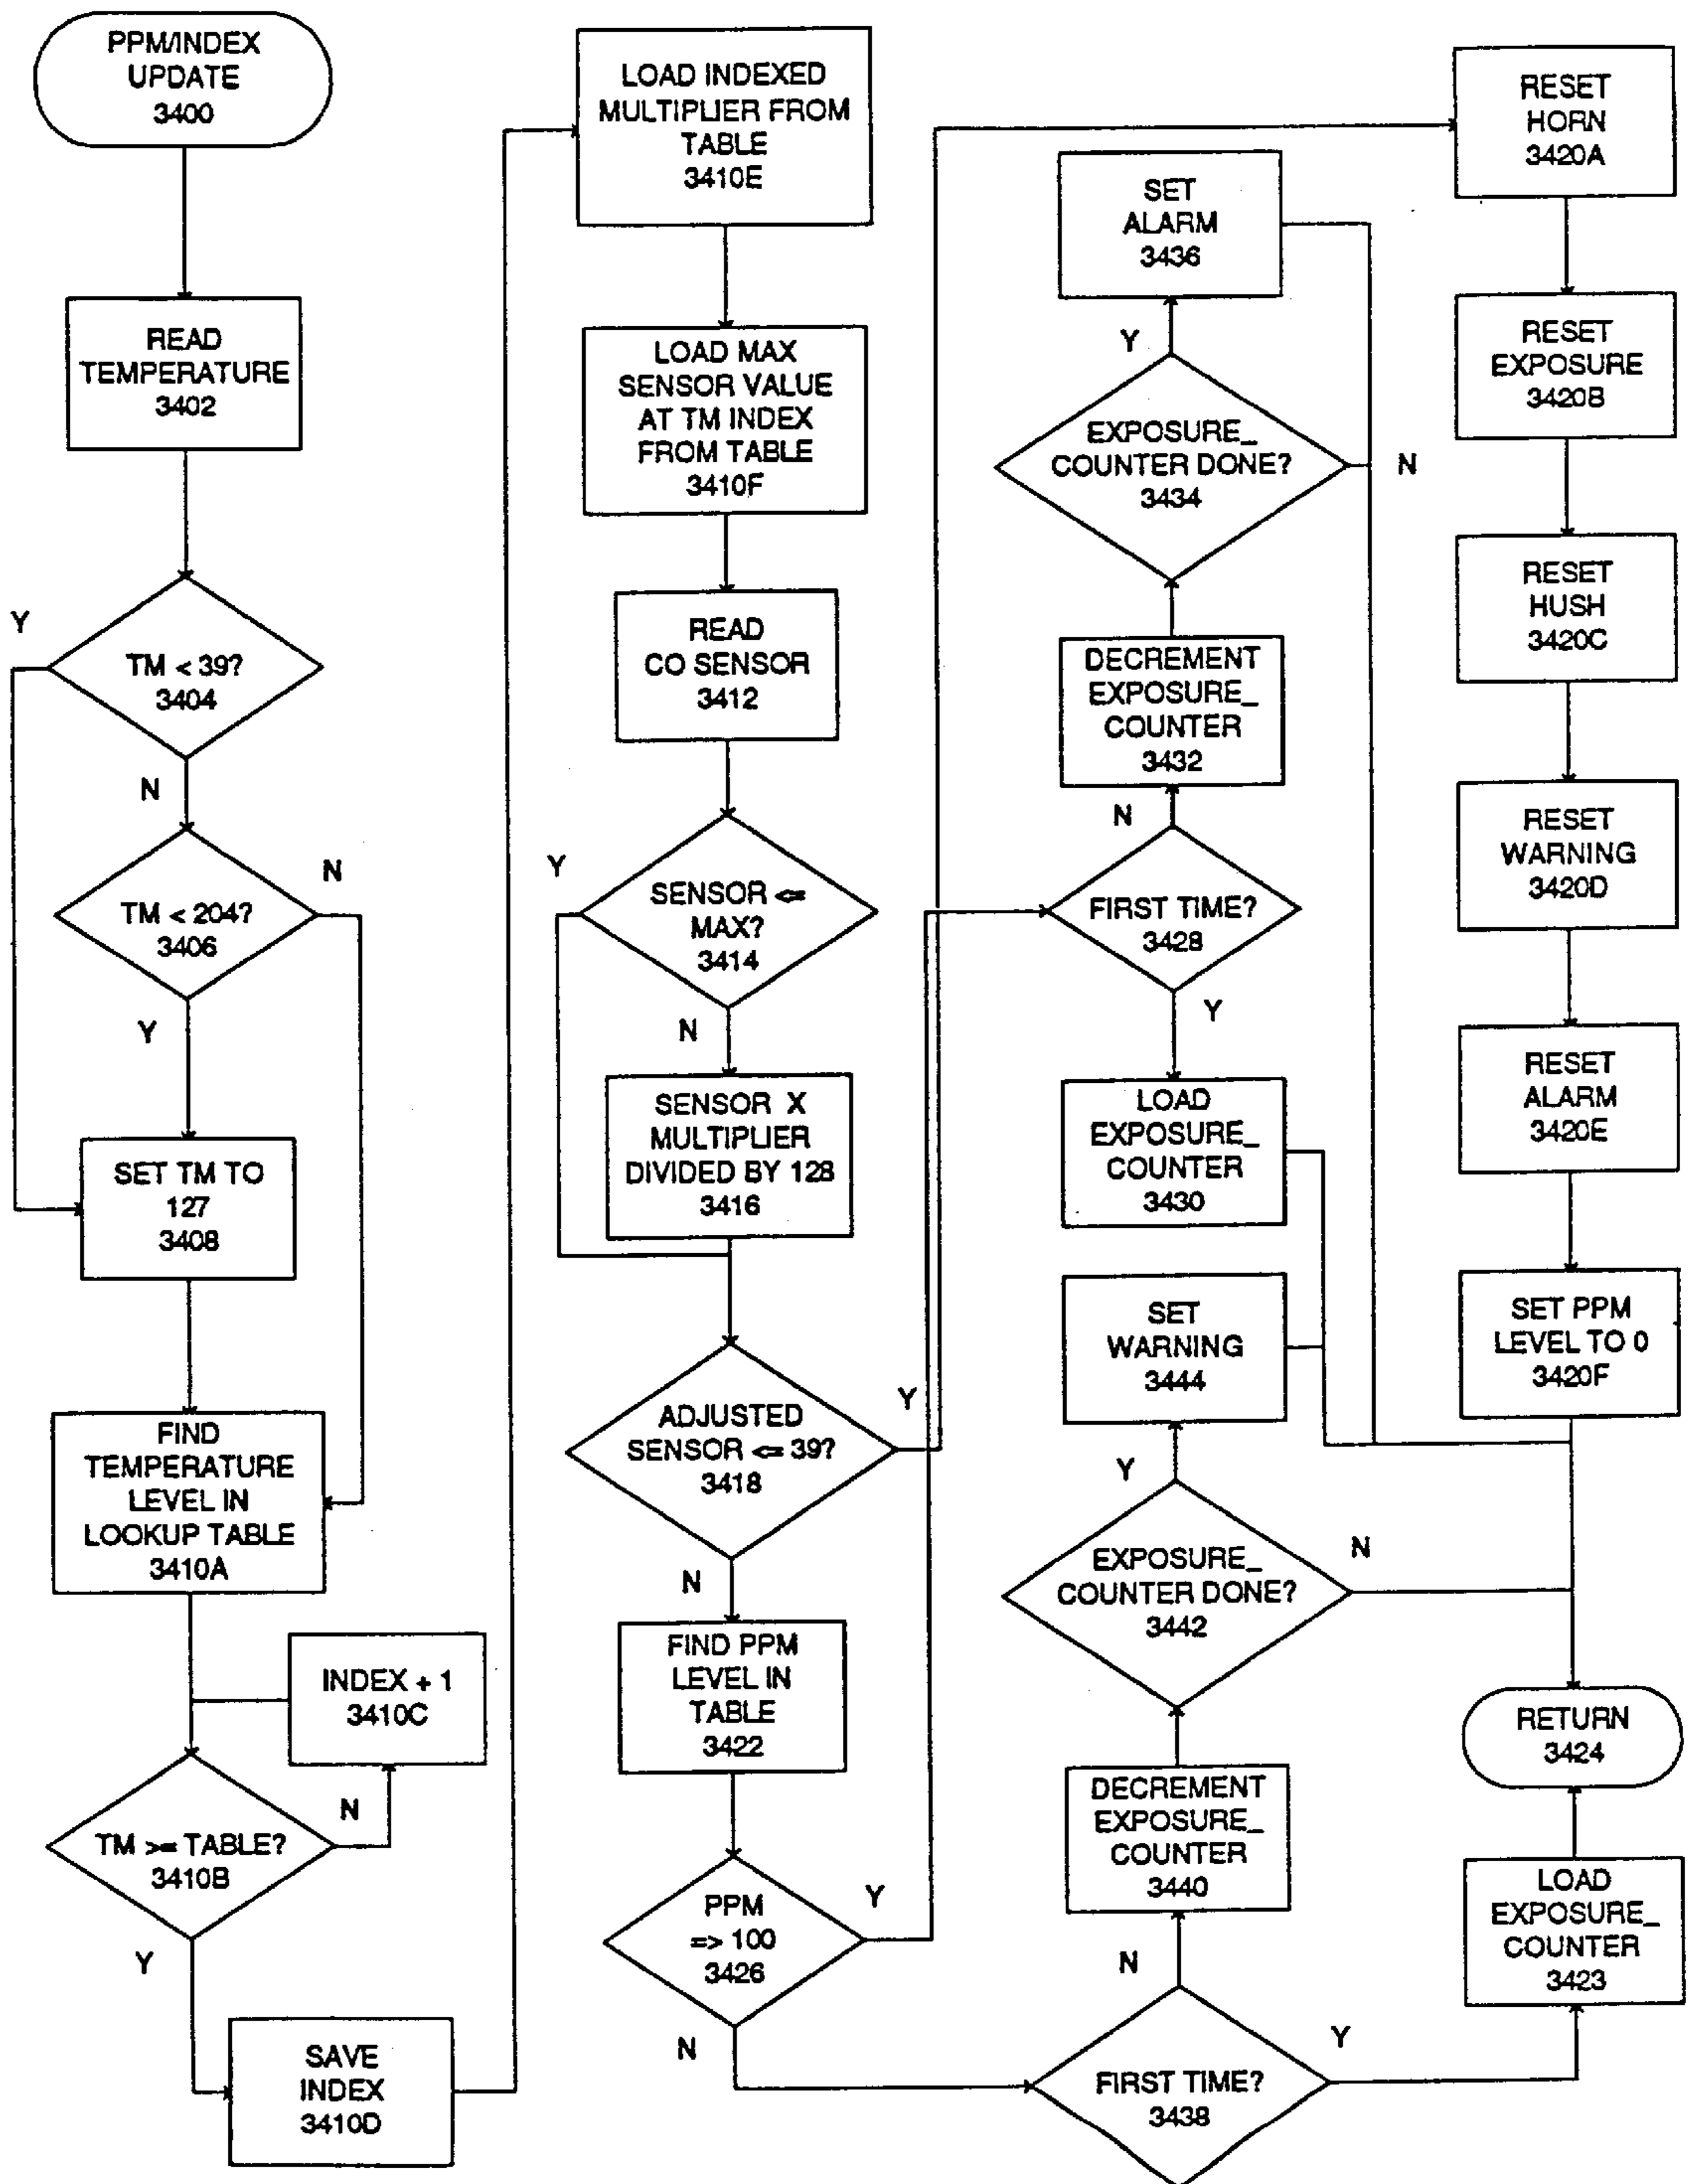 PPM/INDEX
UPDATE
3400
READ
TEMPERATURE
3402
Y
TM < 39?
3404
N
TM < 204?
3406
N
Y
SET TM TO
127
3408
FIND
TEMPERATURE
LEVEL IN
LOOKUP TABLE
3410A
INDEX + 1
3410C
TM >= TABLE?
3410B
N
Y
SAVE
INDEX
3410D
LOAD INDEXED
MULTIPLIER FROM
TABLE
3410E
LOAD MAX
SENSOR VALUE
AT TM INDEX
FROM TABLE
3410F
READ
CO SENSOR
3412
Y
SENSOR <=
MAX?
3414
N
SENSOR X
MULTIPLIER
DIVIDED BY 128
3416
ADJUSTED
SENSOR <= 39?
3418
Y
N
FIND PPM
LEVEL IN
TABLE
3422
PPM
=> 100
3426
Y
N
SET
ALARM
3436
Y
EXPOSURE_
COUNTER DONE?
3434
N
DECREMENT
EXPOSURE_
COUNTER
3432
N
FIRST TIME?
3428
Y
LOAD
EXPOSURE_
COUNTER
3430
SET
WARNING
3444
Y
EXPOSURE_
COUNTER DONE?
3442
N
DECREMENT
EXPOSURE_
COUNTER
3440
N
FIRST TIME?
3438
Y
RESET
HORN
3420A
RESET
EXPOSURE
3420B
RESET
HUSH
3420C
RESET
WARNING
3420D
RESET
ALARM
3420E
SET PPM
LEVEL TO 0
3420F
RETURN
3424
LOAD
EXPOSURE_
COUNTER
3423